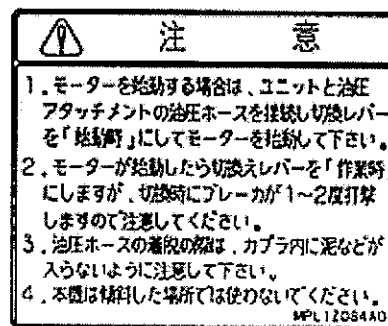 注意
1．モーターを始動する場合は、ユニットと油圧
アタッチメントの油圧ホースを接続し切換レバー
を「始動時」にしてモーターを始動して下さい。
2．モーターが始動したら切換えレバーを「作業時
にしますが、切換時にブレーカが1～2度打撃
しますので注意してください。
3．油圧ホースの着脱の際は、カプラ内に泥などが
入らないように注意して下さい。
4．本機は傾斜した場所では使わないでください。
MPL12084A0